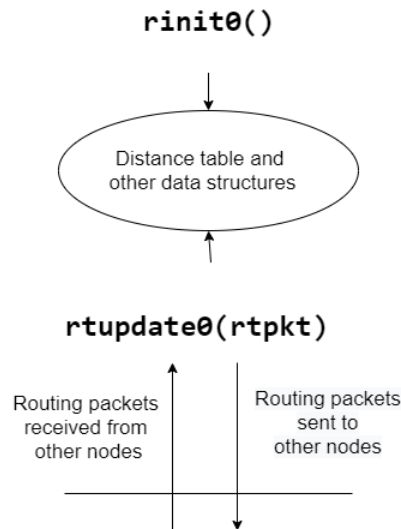 rinit0()
Distance table and
other data structures
rtupdate0(rtpkt)
Routing packets
received from
other nodes
Routing packets
sent to
other nodes